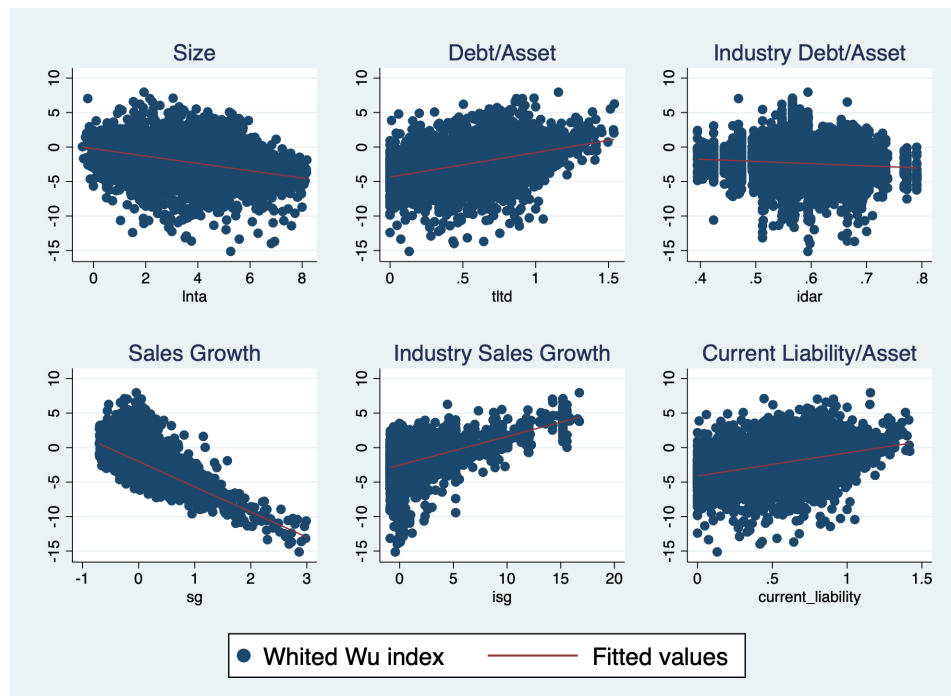 Size
10
5
0
-5
-10
-15
0 2 4 6 8
lnta
Debt/Asset
10
5
0
-5
-10
-15
0 .5 1 1.5
tltd
Industry Debt/Asset
10
5
0
-5
-10
-15
.4 .5 .6 .7 .8
idar
Sales Growth
10
5
0
-5
-10
-15
-1 0 1 2 3
sg
Industry Sales Growth
10
5
0
-5
-10
-15
0 5 10 15 20
isg
Current Liability/Asset
10
5
0
-5
-10
-15
0 .5 1 1.5
current_liability
Whited Wu index Fitted values